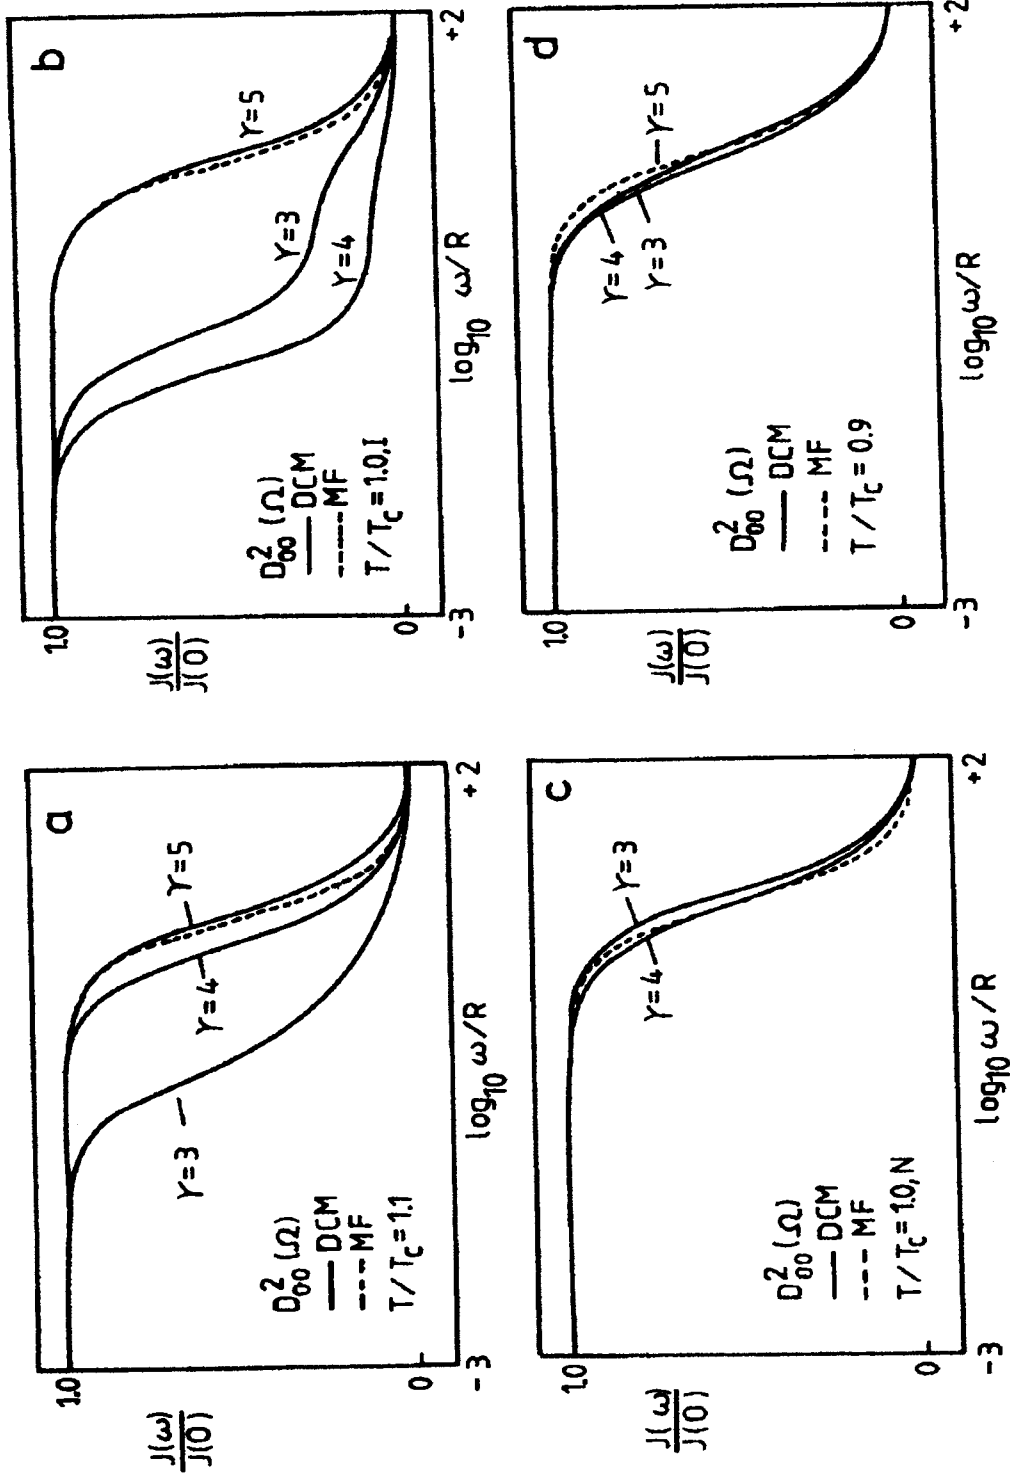 a
J(ω)
J(0)
1.0
0
γ=5
γ=4
γ=3
D²₀₀(Ω)
DCM
MF
T/Tc=1.1
-3
+2
log₁₀ ω/R
b
J(ω)
J(0)
1.0
0
γ=5
γ=3
γ=4
D²₀₀(Ω)
DCM
MF
T/Tc=1.0,I
-3
+2
log₁₀ ω/R
c
J(ω)
J(0)
1.0
0
γ=3
γ=4
D²₀₀(Ω)
DCM
MF
T/Tc=1.0,N
-3
+2
log₁₀ ω/R
d
J(ω)
J(0)
1.0
0
γ=5
γ=4
γ=3
D²₀₀(Ω)
DCM
MF
T/Tc=0.9
-3
+2
log₁₀ ω/R